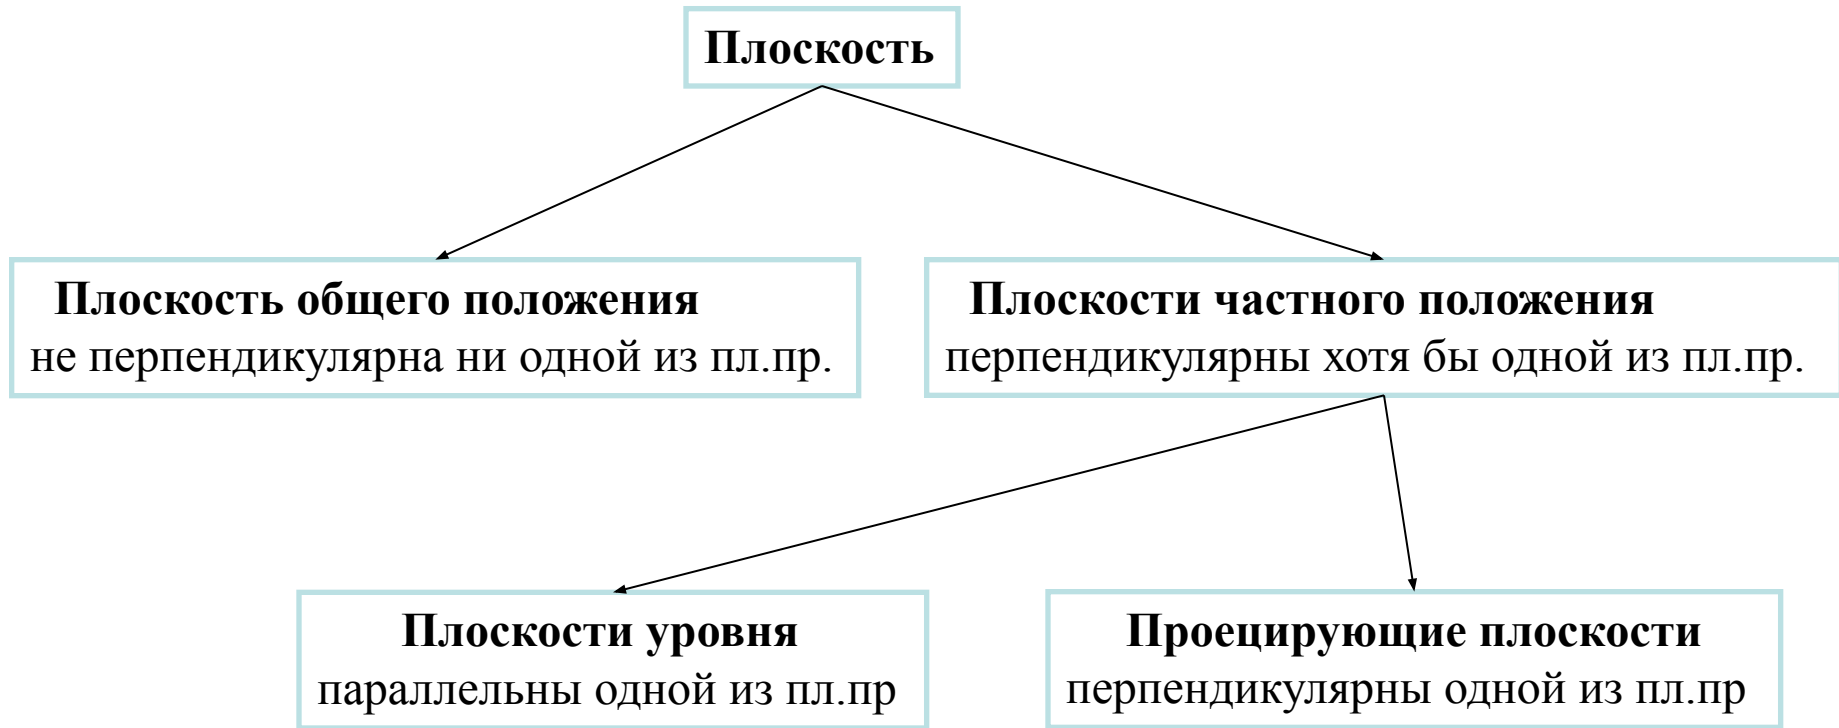 Плоскость
Плоскость общего положения
не перпендикулярна ни одной из пл.пр.
Плоскости частного положения
перпендикулярны хотя бы одной из пл.пр.
Плоскости уровня
параллельны одной из пл.пр
Проецирующие плоскости
перпендикулярны одной из пл.пр